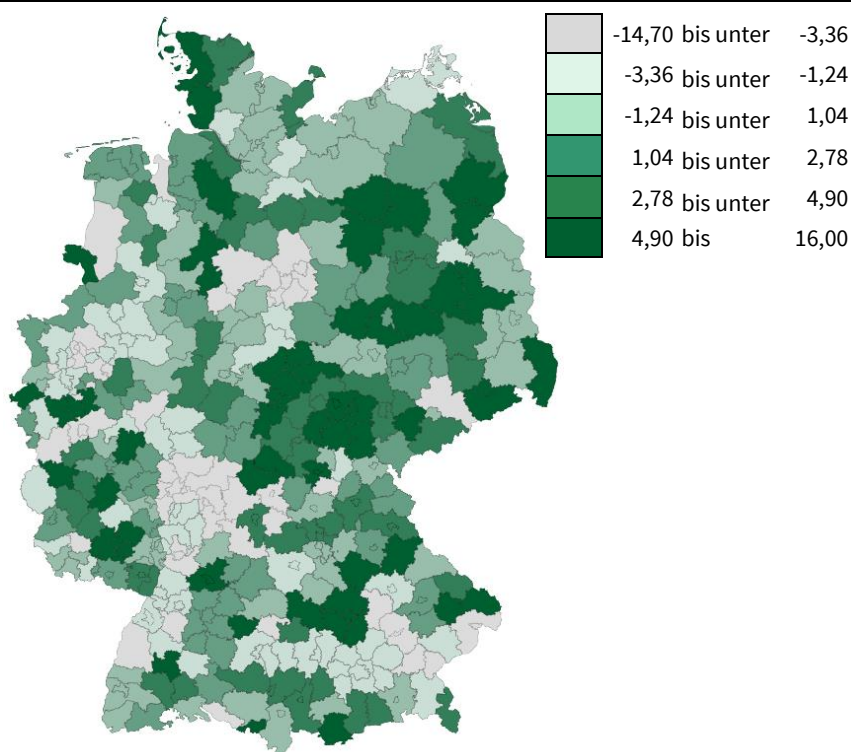 -14,70 bis unter -3,36
-3,36 bis unter -1,24
-1,24 bis unter 1,04
1,04 bis unter 2,78
2,78 bis unter 4,90
4,90 bis 16,00